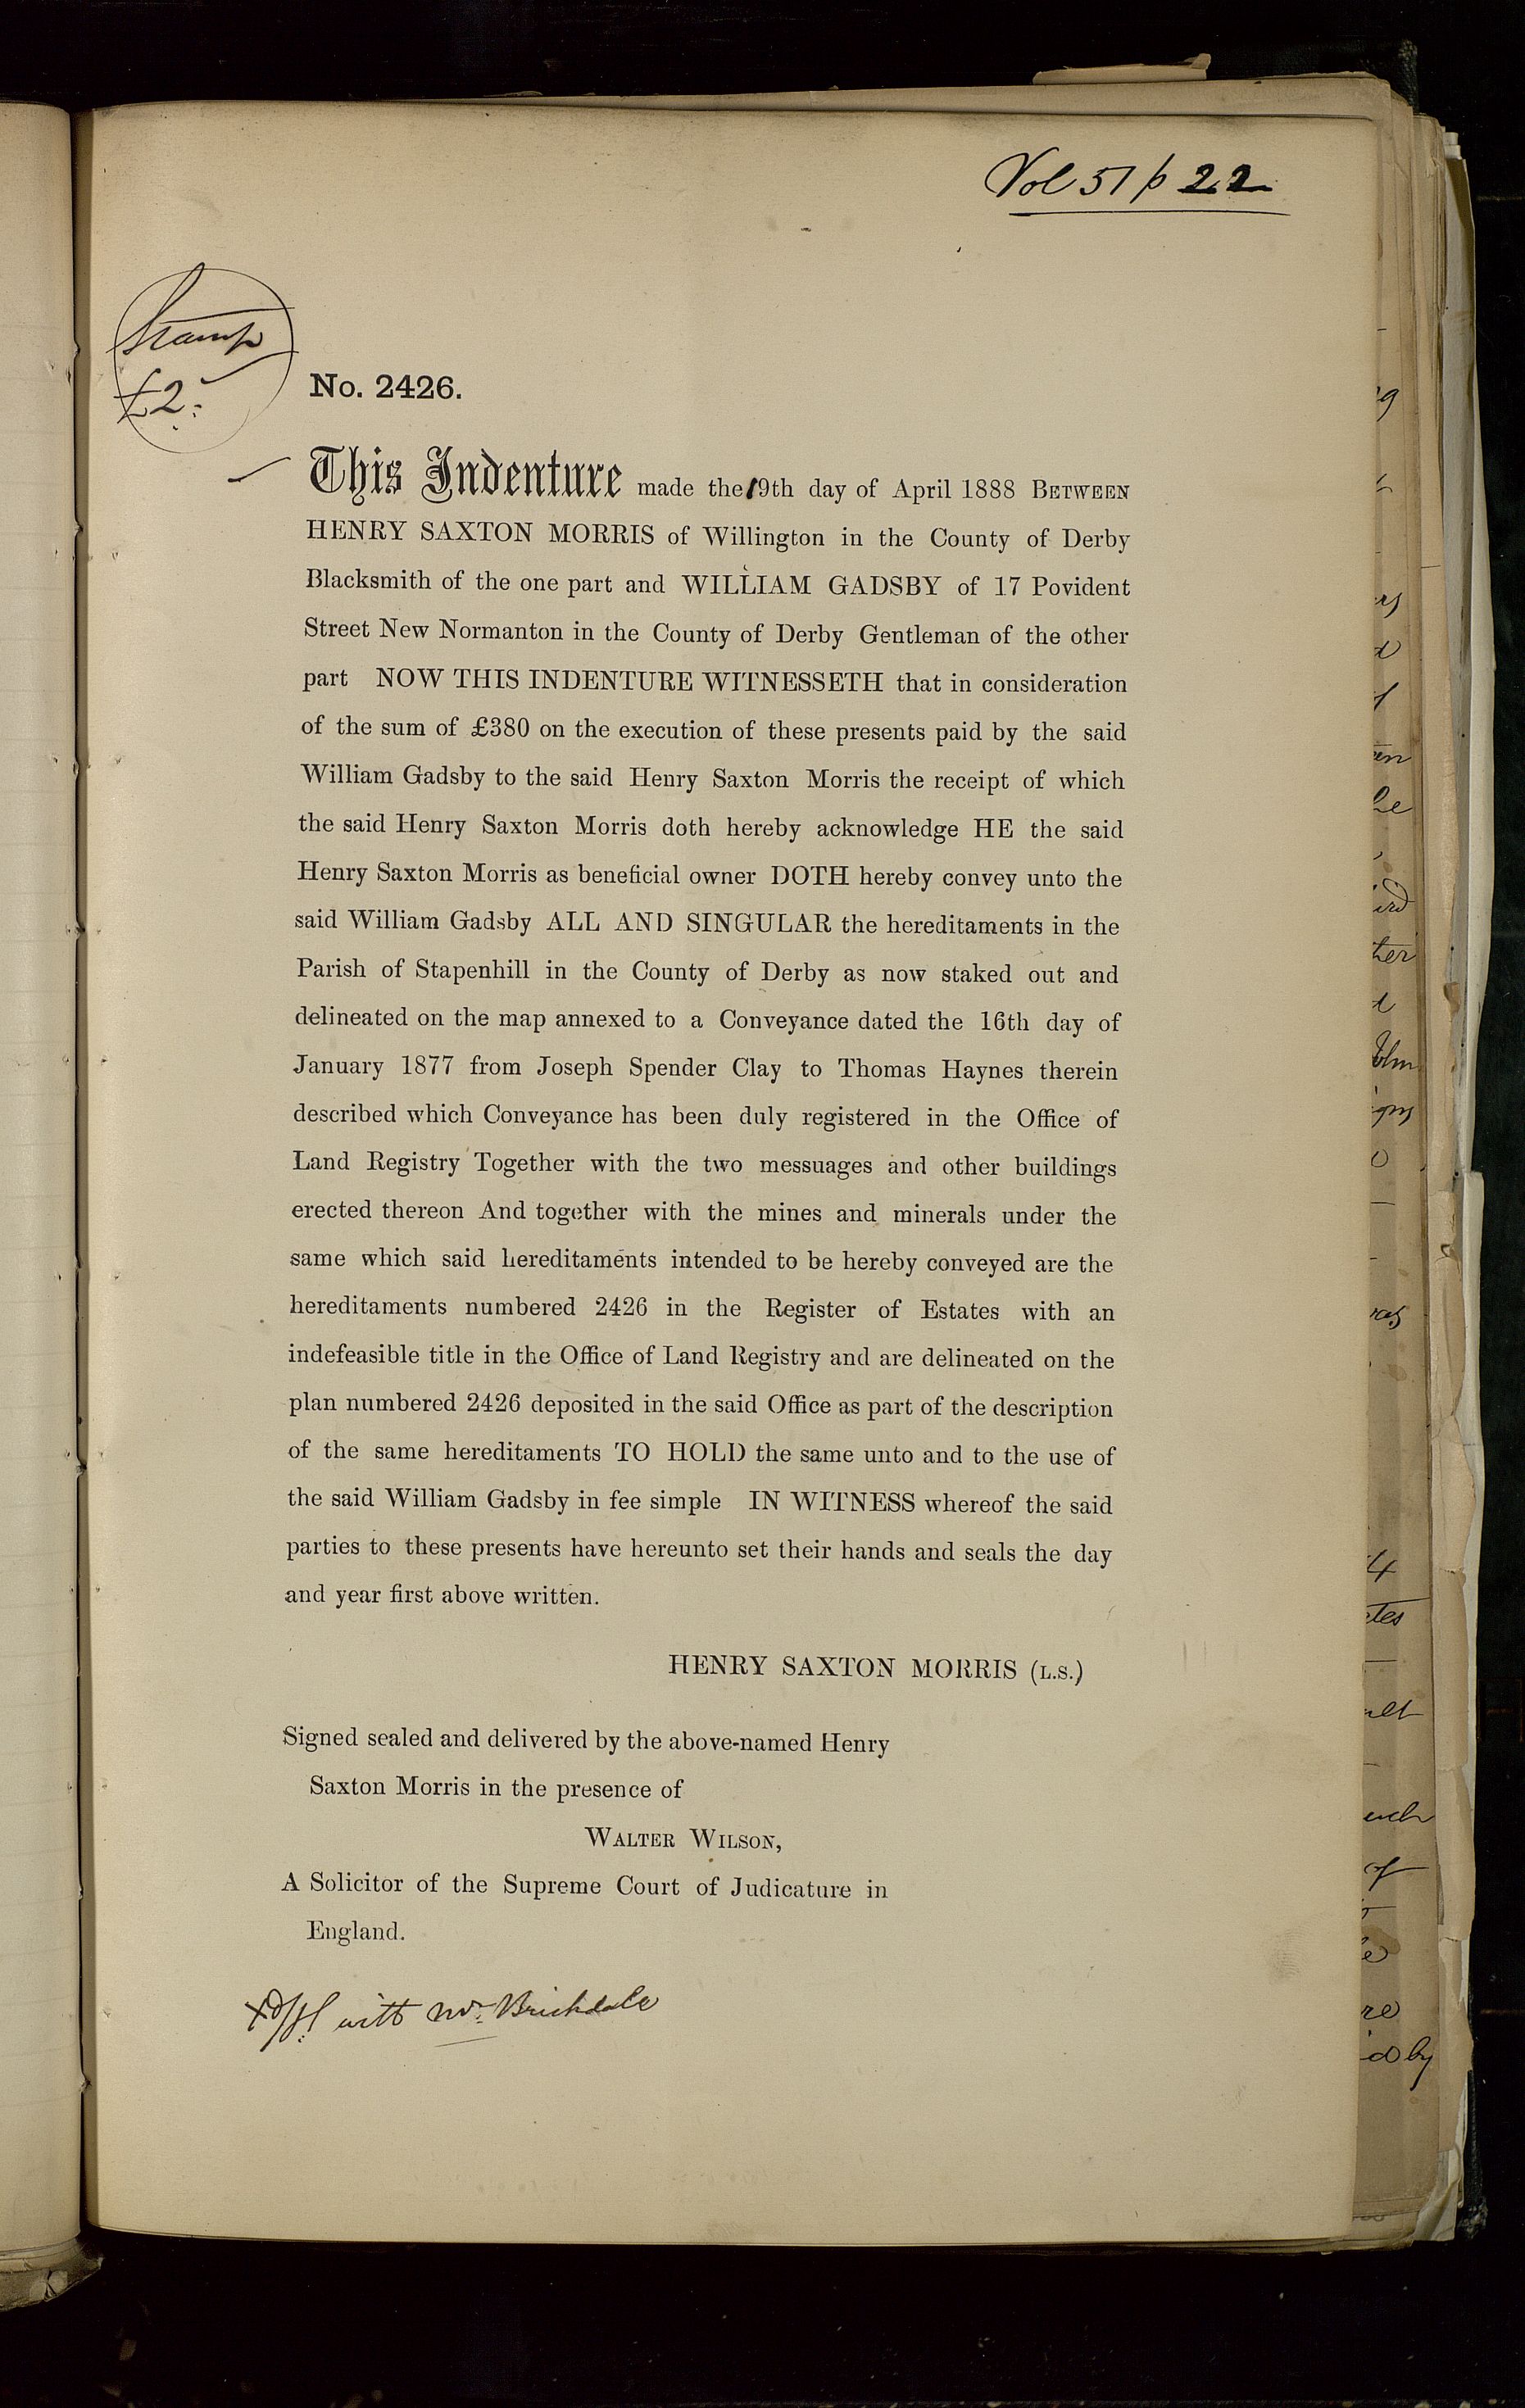 Vol 51 p 22
Stamp
£2
No. 2426.
This Indenture made the 19th day of April 1888 BETWEEN
HENRY SAXTON MORRIS of Willington in the County of Derby
Blacksmith of the one part and WILLIAM GADSBY of 17 Povident
Street New Normanton in the County of Derby Gentleman of the other
part NOW THIS INDENTURE WITNESSETH that in consideration
of the sum of £380 on the execution of these presents paid by the said
William Gadsby to the said Henry Saxton Morris the receipt of which
the said Henry Saxton Morris doth hereby acknowledge HE the said
Henry Saxton Morris as beneficial owner DOTH hereby convey unto the
said William Gadsby ALL AND SINGULAR the hereditaments in the
Parish of Stapenhill in the County of Derby as now staked out and
delineated on the map annexed to a Conveyance dated the 16th day of
January 1877 from Joseph Spender Clay to Thomas Haynes therein
described which Conveyance has been duly registered in the Office of
Land Registry Together with the two messuages and other buildings
erected thereon And together with the mines and minerals under the
same which said hereditaments intended to be hereby conveyed are the
hereditaments numbered 2426 in the Register of Estates with an
indefeasible title in the Office of Land Registry and are delineated on the
plan numbered 2426 deposited in the said Office as part of the description
of the same hereditaments TO HOLD the same unto and to the use of
the said William Gadsby in fee simple IN WITNESS whereof the said
parties to these presents have hereunto set their hands and seals the day
and year first above written.
HENRY SAXTON MORRIS (L.S.)
Signed sealed and delivered by the above-named Henry
Saxton Morris in the presence of
WALTER WILSON,
A Solicitor of the Supreme Court of Judicature in
England.
with Mr. Brickdale